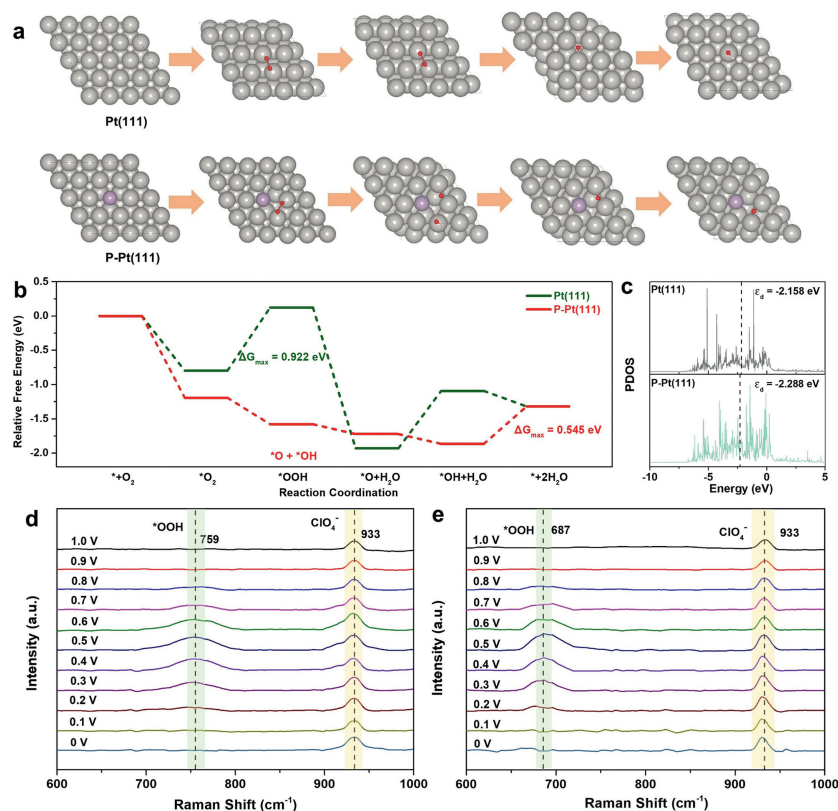 a
Pt(111)
P-Pt(111)
b
Relative Free Energy (eV)
0.5
0.0
-0.5
-1.0
-1.5
-2.0
Pt(111)
P-Pt(111)
ΔGmax = 0.922 eV
ΔGmax = 0.545 eV
*O + *OH
*+O₂
*O₂
*OOH
*O+H₂O
*OH+H₂O
*+2H₂O
Reaction Coordination
c
PDOS
Pt(111)
εd = -2.158 eV
P-Pt(111)
εd = -2.288 eV
-10
-5
0
5
Energy (eV)
d
Intensity (a.u.)
*OOH
759
ClO₄⁻
933
1.0 V
0.9 V
0.8 V
0.7 V
0.6 V
0.5 V
0.4 V
0.3 V
0.2 V
0.1 V
0 V
600
700
800
900
1000
Raman Shift (cm⁻¹)
e
Intensity (a.u.)
*OOH
687
ClO₄⁻
933
1.0 V
0.9 V
0.8 V
0.7 V
0.6 V
0.5 V
0.4 V
0.3 V
0.2 V
0.1 V
0 V
600
700
800
900
1000
Raman Shift (cm⁻¹)